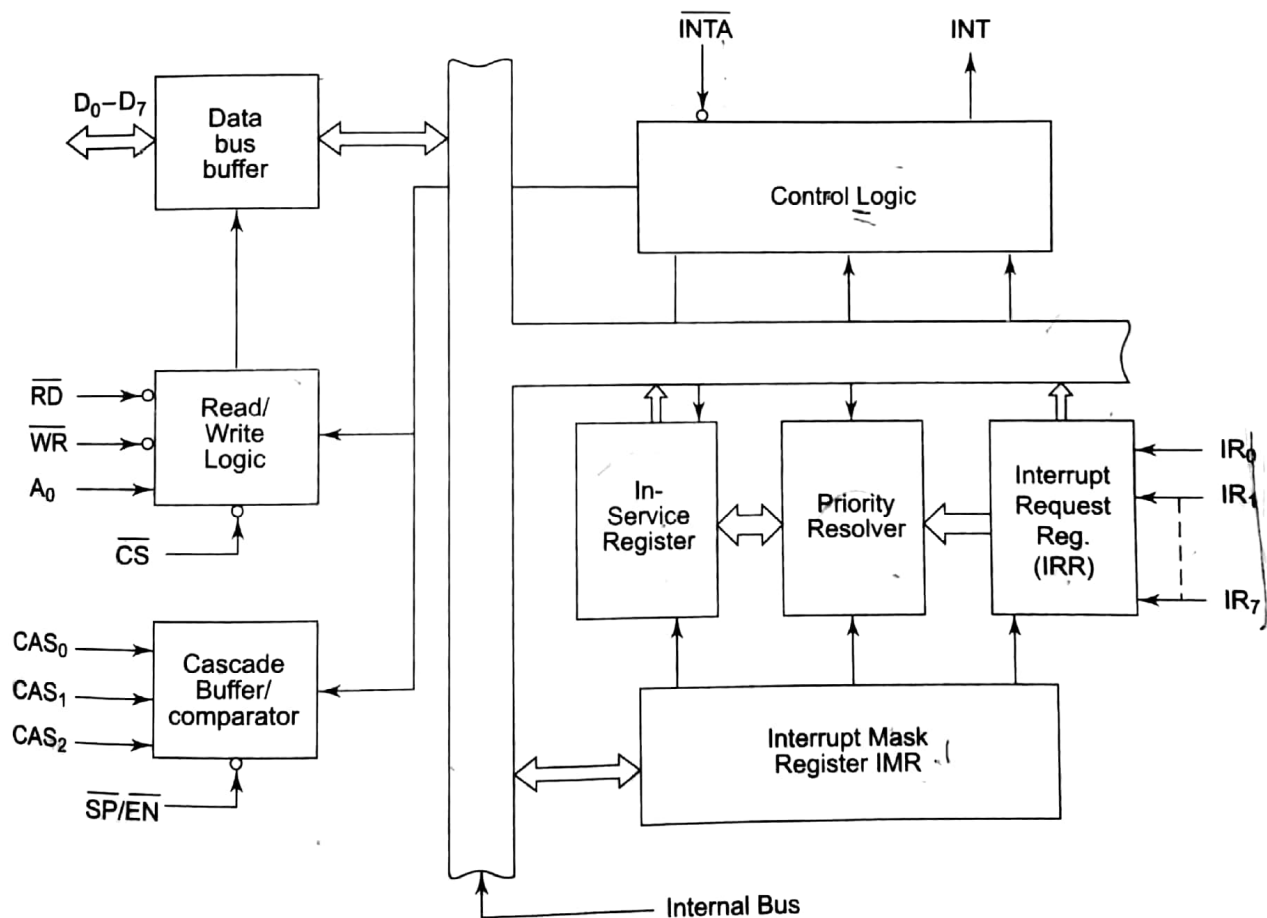 INTA
INT
D₀–D₇
Data
bus
buffer
Control Logic
RD
WR
A₀
Read/
Write
Logic
CS
In-
Service
Register
Priority
Resolver
Interrupt
Request
Reg.
(IRR)
IR₀
IR₁
IR₇
CAS₀
CAS₁
CAS₂
Cascade
Buffer/
comparator
SP/EN
Interrupt Mask
Register IMR
Internal Bus